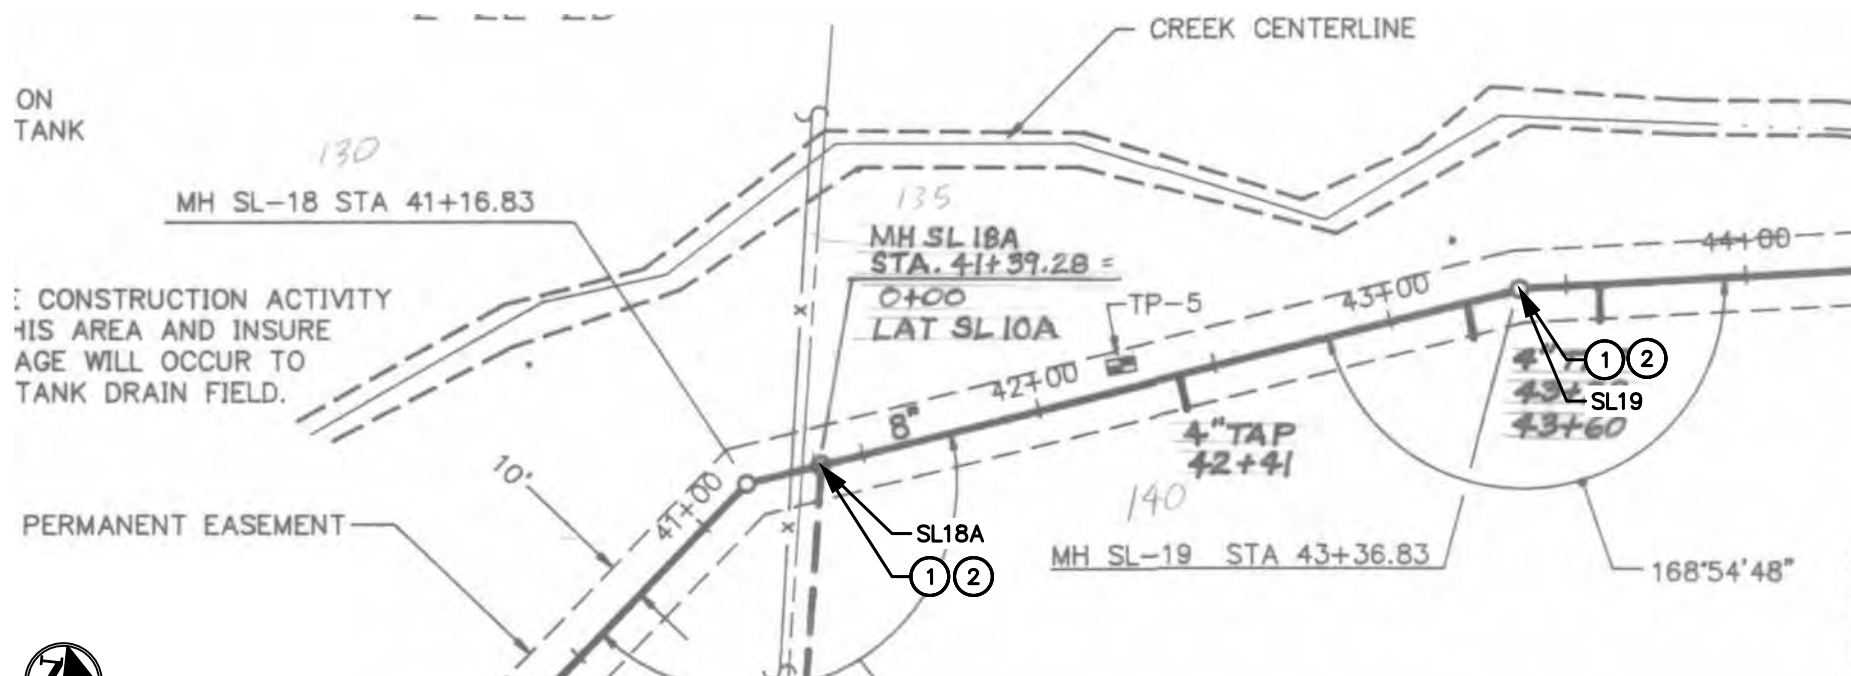 CREEK CENTERLINE
ON
TANK
130
MH SL-18 STA 41+16.83
135
MH SL 18A
STA. 41+39.28 =
0+00
LAT SL 10A
44+00
CONSTRUCTION ACTIVITY
HIS AREA AND INSURE
AGE WILL OCCUR TO
TANK DRAIN FIELD.
TP-5
43+00
42+00
8"
1 2
SL19
4"
43+60
4" TAP
42+41
10'
41+00
140
PERMANENT EASEMENT
SL18A
1 2
MH SL-19 STA 43+36.83
168°54'48"
x
x